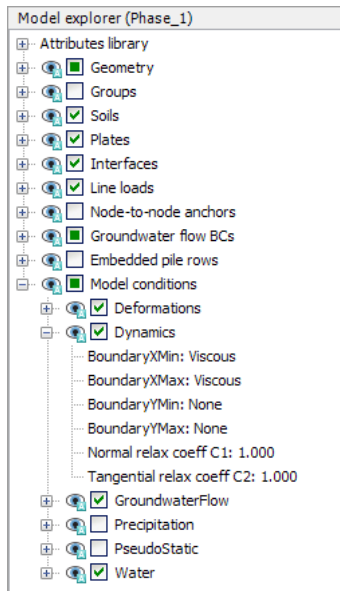 Model explorer (Phase_1)
Attributes library
Geometry
Groups
Soils
Plates
Interfaces
Line loads
Node-to-node anchors
Groundwater flow BCs
Embedded pile rows
Model conditions
Deformations
Dynamics
BoundaryXMin: Viscous
BoundaryXMax: Viscous
BoundaryYMin: None
BoundaryYMax: None
Normal relax coeff C1: 1.000
Tangential relax coeff C2: 1.000
GroundwaterFlow
Precipitation
PseudoStatic
Water